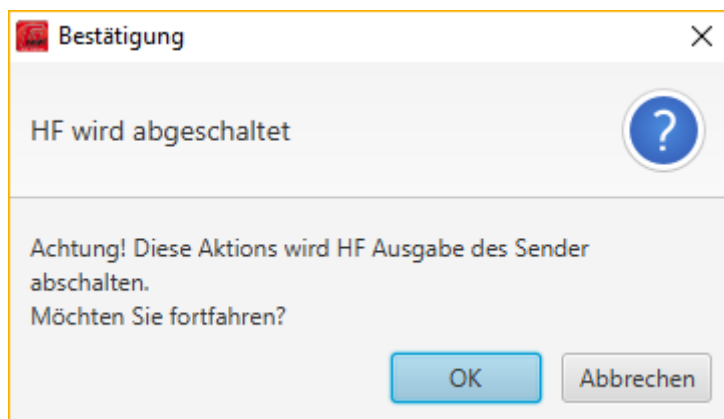 Bestätigung
HF wird abgeschaltet
?
Achtung! Diese Aktions wird HF Ausgabe des Sender
abschalten.
Möchten Sie fortfahren?
OK
Abbrechen